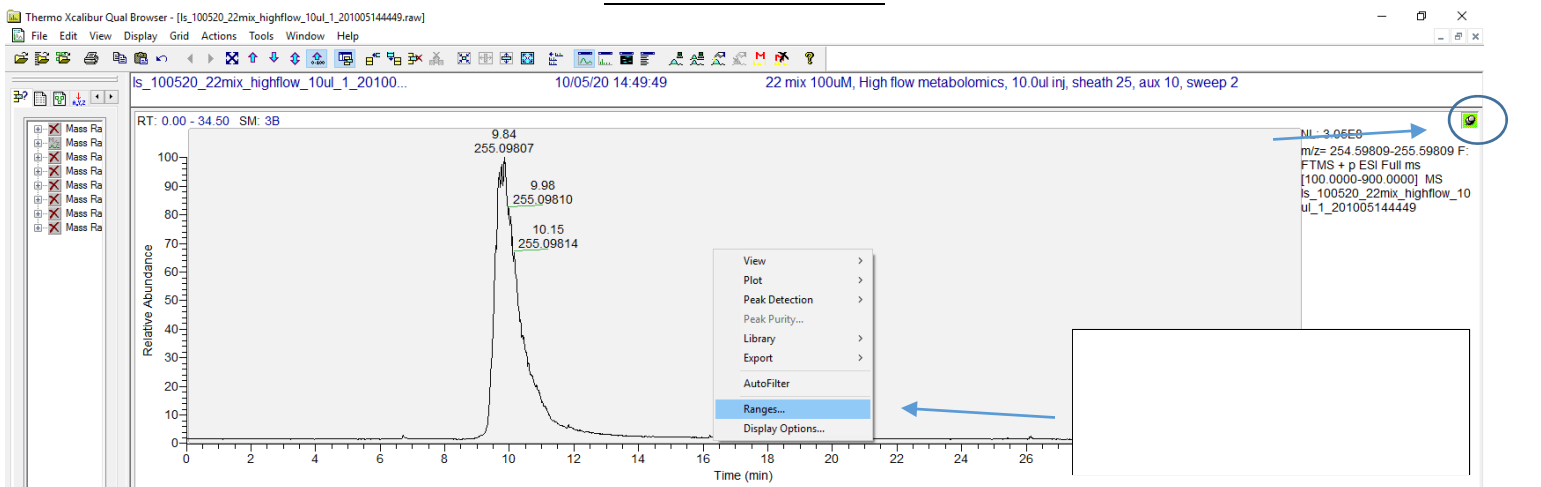 Thermo Xcalibur Qual Browser - [ls_100520_22mix_highflow_10ul_1_201005144449.raw]
File Edit View Display Grid Actions Tools Window Help
ls_100520_22mix_highflow_10ul_1_20100... 10/05/20 14:49:49 22 mix 100uM, High flow metabolomics, 10.0ul inj, sheath 25, aux 10, sweep 2
Mass Ra
Mass Ra
Mass Ra
Mass Ra
Mass Ra
Mass Ra
Mass Ra
Mass Ra
RT: 0.00 - 34.50 SM: 3B
NL: 3.05E8
m/z= 254.59809-255.59809 F:
FTMS + p ESI Full ms
[100.0000-900.0000] MS
ls_100520_22mix_highflow_10
ul_1_201005144449
9.84
255.09807
9.98
255.09810
10.15
255.09814
Relative Abundance
100
90
80
70
60
50
40
30
20
10
0
View
Plot
Peak Detection
Peak Purity...
Library
Export
AutoFilter
Ranges...
Display Options...
0 2 4 6 8 10 12 14 16 18 20 22 24 26
Time (min)